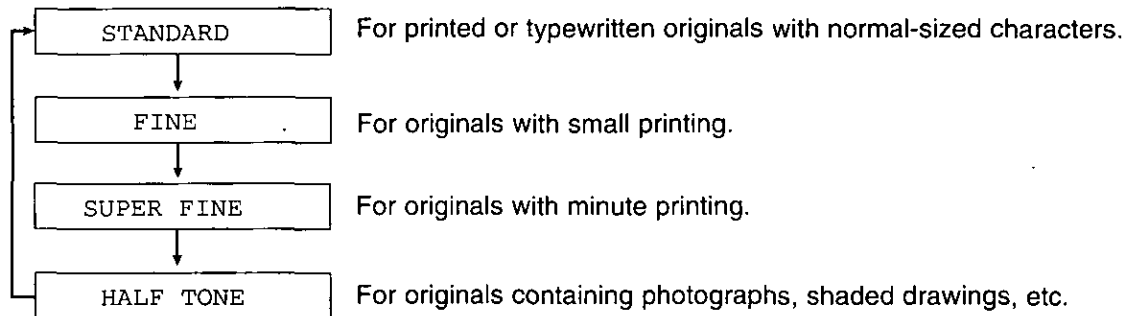 STANDARD For printed or typewritten originals with normal-sized characters.
FINE For originals with small printing.
SUPER FINE For originals with minute printing.
HALF TONE For originals containing photographs, shaded drawings, etc.